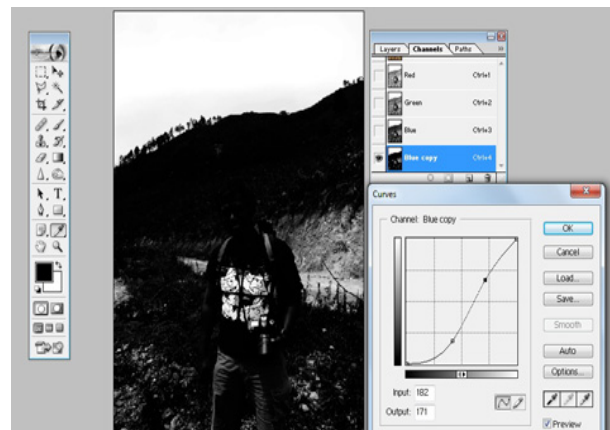 Layers Channels Paths
Red Ctrl+1
Green Ctrl+2
Blue Ctrl+3
Blue copy Ctrl+4
Curves
Channel: Blue copy
OK
Cancel
Load...
Save...
Smooth
Auto
Options...
Input: 182
Output: 171
Preview
T